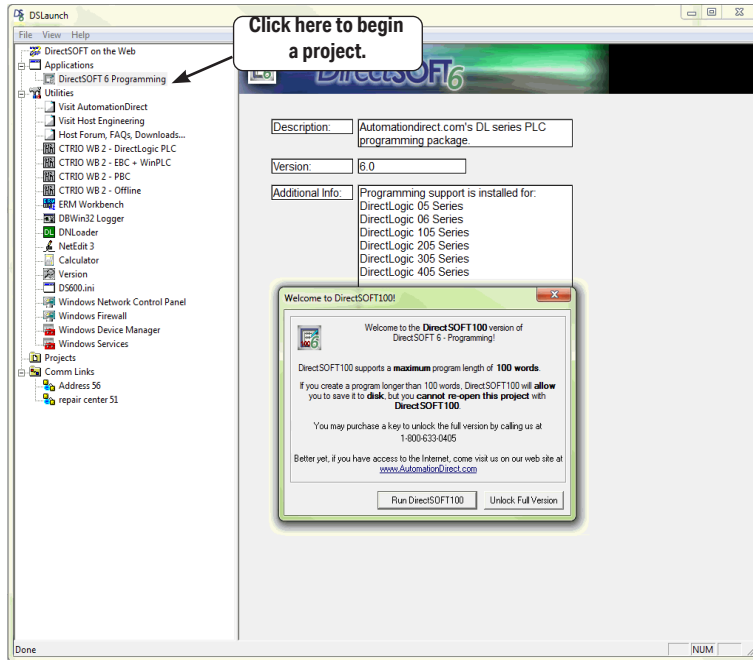 DSLaunch
File View Help
Click here to begin
a project.
DirectSOFT on the Web
Applications
DirectSOFT 6 Programming
Utilities
Visit AutomationDirect
Visit Host Engineering
Host Forum, FAQs, Downloads...
CTRIO WB 2 - DirectLogic PLC
CTRIO WB 2 - EBC + WinPLC
CTRIO WB 2 - PBC
CTRIO WB 2 - Offline
ERM Workbench
DBWin32 Logger
DNLoader
NetEdit 3
Calculator
Version
DS600.ini
Windows Network Control Panel
Windows Firewall
Windows Device Manager
Windows Services
Projects
Comm Links
Address 56
repair center 51
DirectSOFT6
Description: Automationdirect.com's DL series PLC
programming package.
Version: 6.0
Additional Info: Programming support is installed for:
DirectLogic 05 Series
DirectLogic 06 Series
DirectLogic 105 Series
DirectLogic 205 Series
DirectLogic 305 Series
DirectLogic 405 Series
Welcome to DirectSOFT100!
Welcome to the DirectSOFT100 version of
DirectSOFT 6 - Programming!
DirectSOFT100 supports a maximum program length of 100 words.
If you create a program longer than 100 words, DirectSOFT100 will allow
you to save it to disk, but you cannot re-open this project with
DirectSOFT100.
You may purchase a key to unlock the full version by calling us at
1-800-633-0405
Better yet, if you have access to the Internet, come visit us on our web site at
www.AutomationDirect.com
Run DirectSOFT100 Unlock Full Version
Done NUM